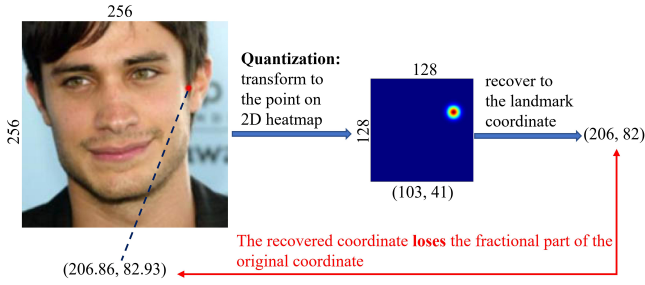 256
256
Quantization:
transform to
the point on
2D heatmap
128
128
(103, 41)
recover to
the landmark
coordinate
(206, 82)
(206.86, 82.93)
The recovered coordinate loses the fractional part of the
original coordinate